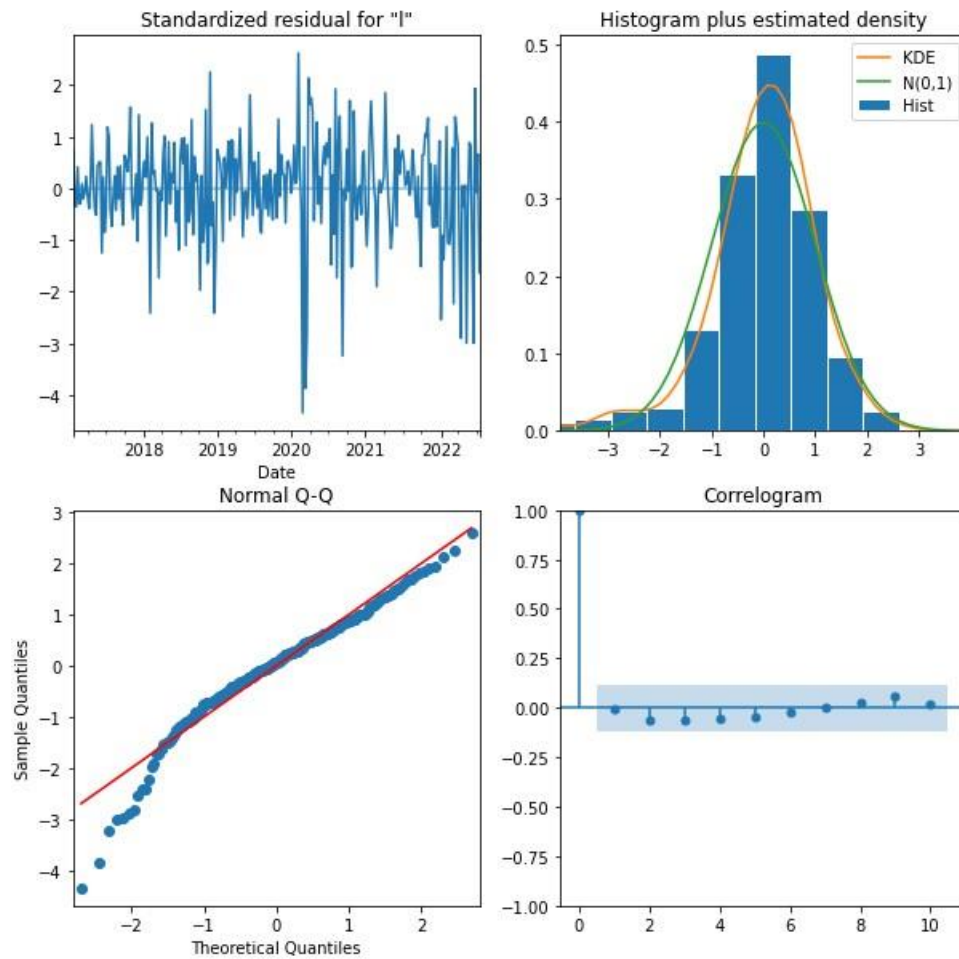 Standardized residual for "l"
2
1
0
−1
−2
−3
−4
2018 2019 2020 2021 2022
Date
Histogram plus estimated density
KDE
N(0,1)
Hist
0.5
0.4
0.3
0.2
0.1
0.0
−3 −2 −1 0 1 2 3
Normal Q-Q
Sample Quantiles
3
2
1
0
−1
−2
−3
−4
−2 −1 0 1 2
Theoretical Quantiles
Correlogram
1.00
0.75
0.50
0.25
0.00
−0.25
−0.50
−0.75
−1.00
0 2 4 6 8 10